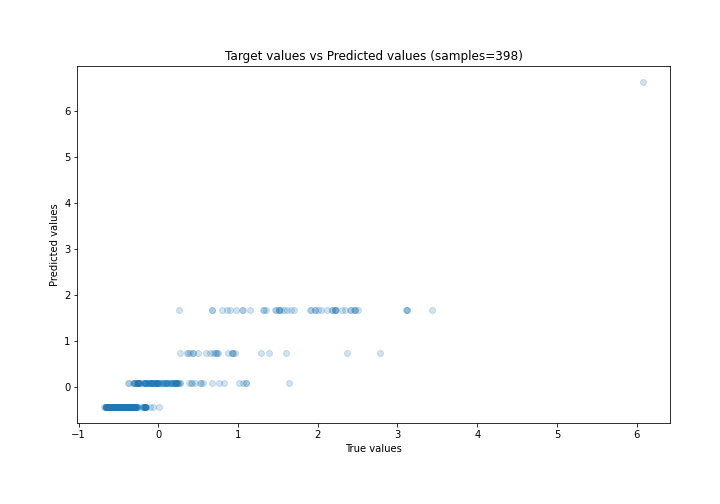 Target values vs Predicted values (samples=398)
6
5
4
3
2
1
0
Predicted values
−1 0 1 2 3 4 5 6
True values